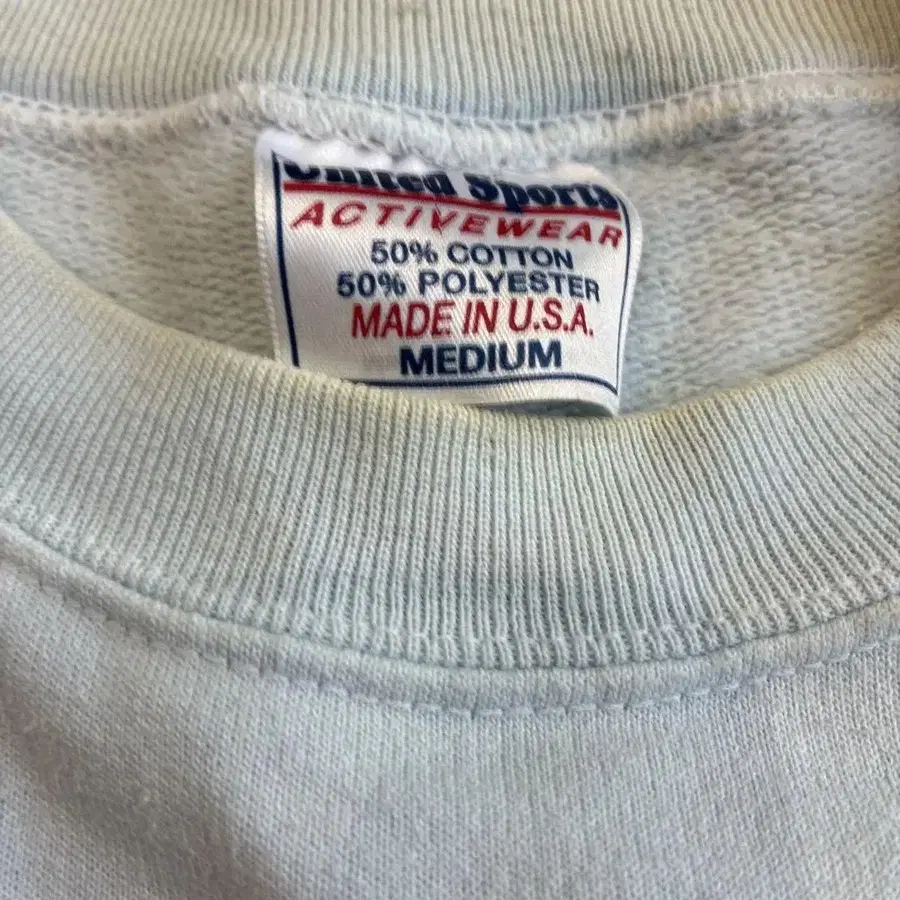 United Sports
ACTIVEWEAR
50% COTTON
50% POLYESTER
MADE IN U.S.A.
MEDIUM